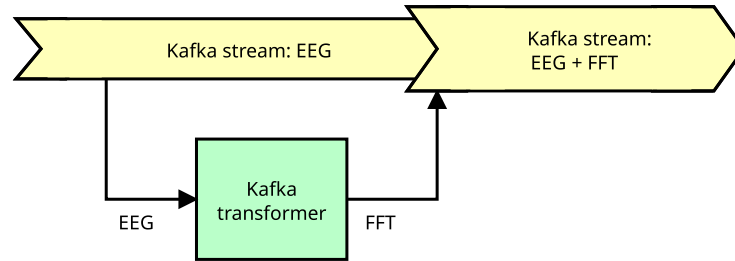 Kafka stream: EEG
Kafka stream:
EEG + FFT
Kafka
transformer
EEG
FFT